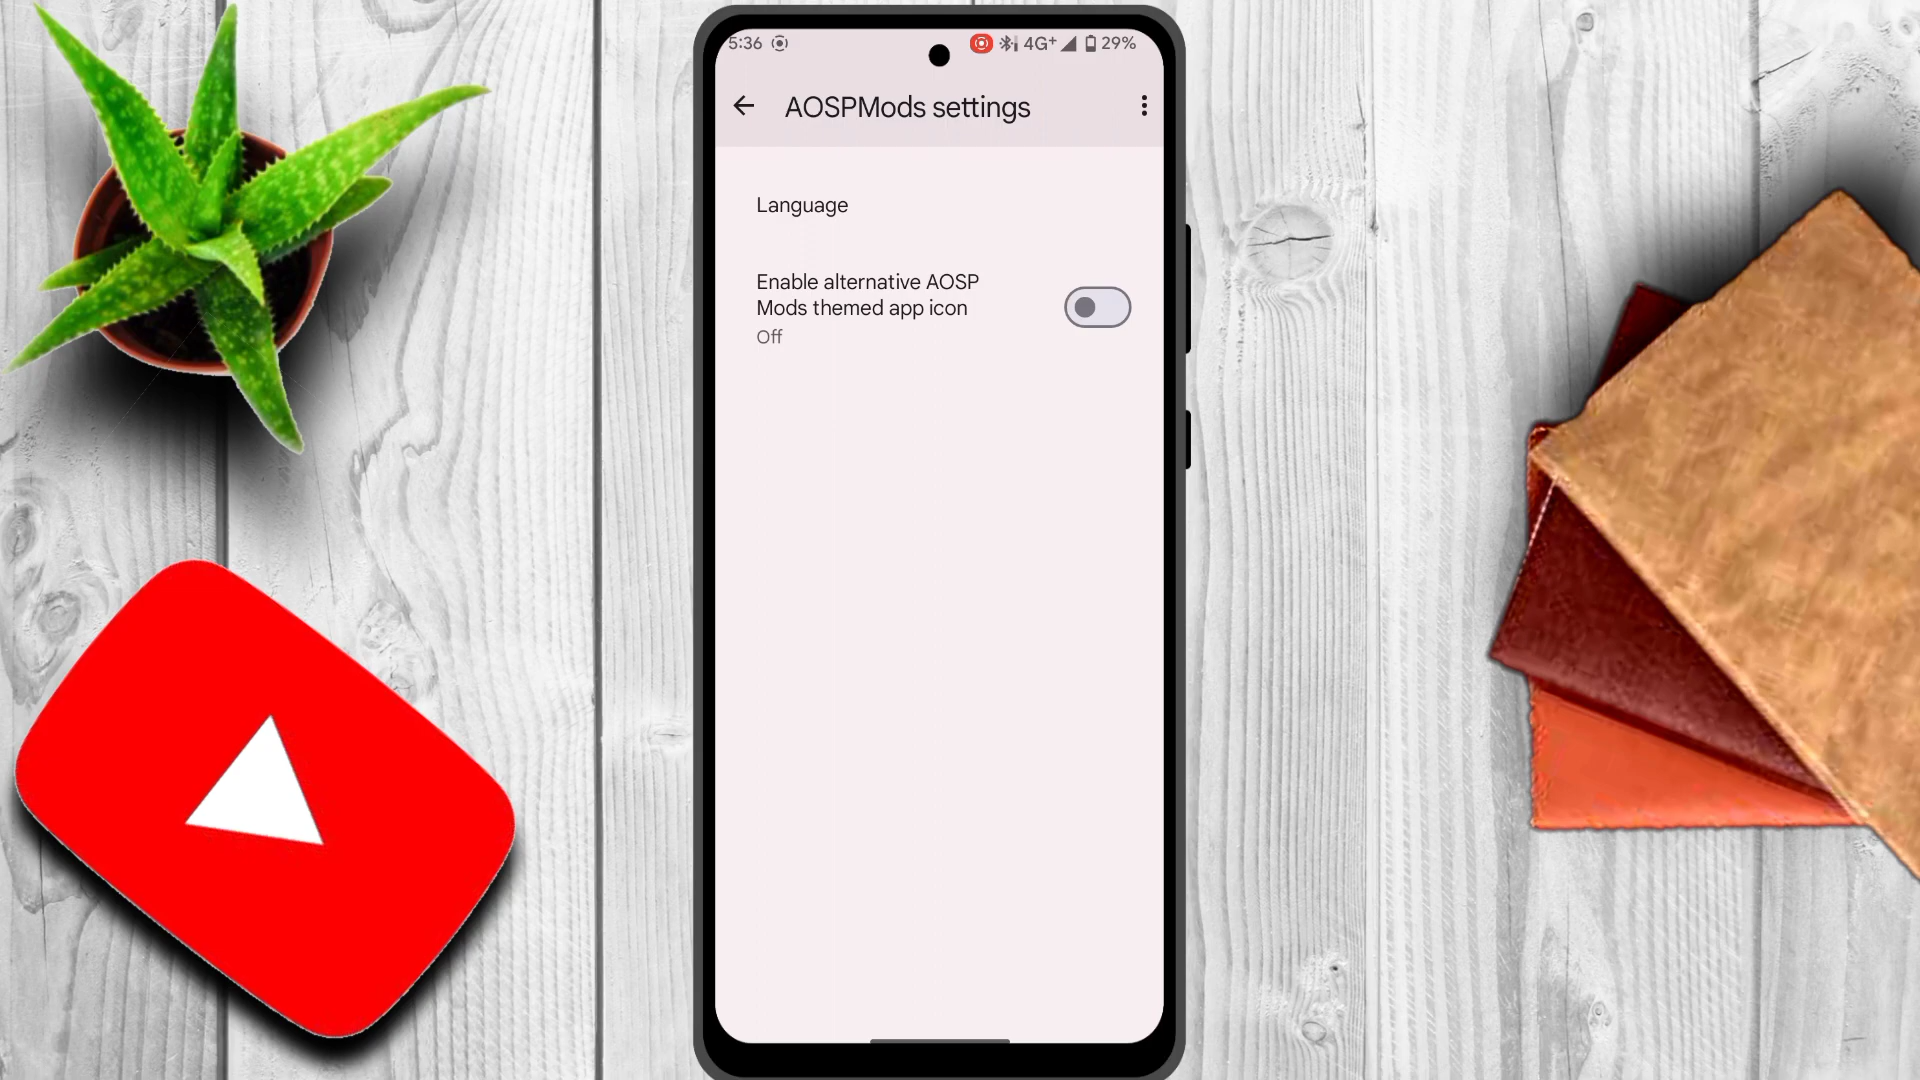 5:36 4G+ 29%
AOSPMods settings
Language
Enable alternative AOSP
Mods themed app icon
Off